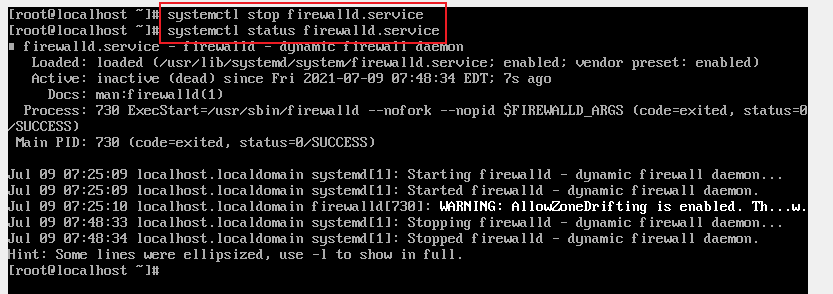 [root@localhost ~]# systemctl stop firewalld.service
[root@localhost ~]# systemctl status firewalld.service
■ firewalld.service - firewalld - dynamic firewall daemon
   Loaded: loaded (/usr/lib/systemd/system/firewalld.service; enabled; vendor preset: enabled)
   Active: inactive (dead) since Fri 2021-07-09 07:48:34 EDT; 7s ago
     Docs: man:firewalld(1)
  Process: 730 ExecStart=/usr/sbin/firewalld --nofork --nopid $FIREWALLD_ARGS (code=exited, status=0
/SUCCESS)
 Main PID: 730 (code=exited, status=0/SUCCESS)

Jul 09 07:25:09 localhost.localdomain systemd[1]: Starting firewalld - dynamic firewall daemon...
Jul 09 07:25:09 localhost.localdomain systemd[1]: Started firewalld - dynamic firewall daemon.
Jul 09 07:25:10 localhost.localdomain firewalld[730]: WARNING: AllowZoneDrifting is enabled. Th...w.
Jul 09 07:48:33 localhost.localdomain systemd[1]: Stopping firewalld - dynamic firewall daemon...
Jul 09 07:48:34 localhost.localdomain systemd[1]: Stopped firewalld - dynamic firewall daemon.
Hint: Some lines were ellipsized, use -l to show in full.
[root@localhost ~]#